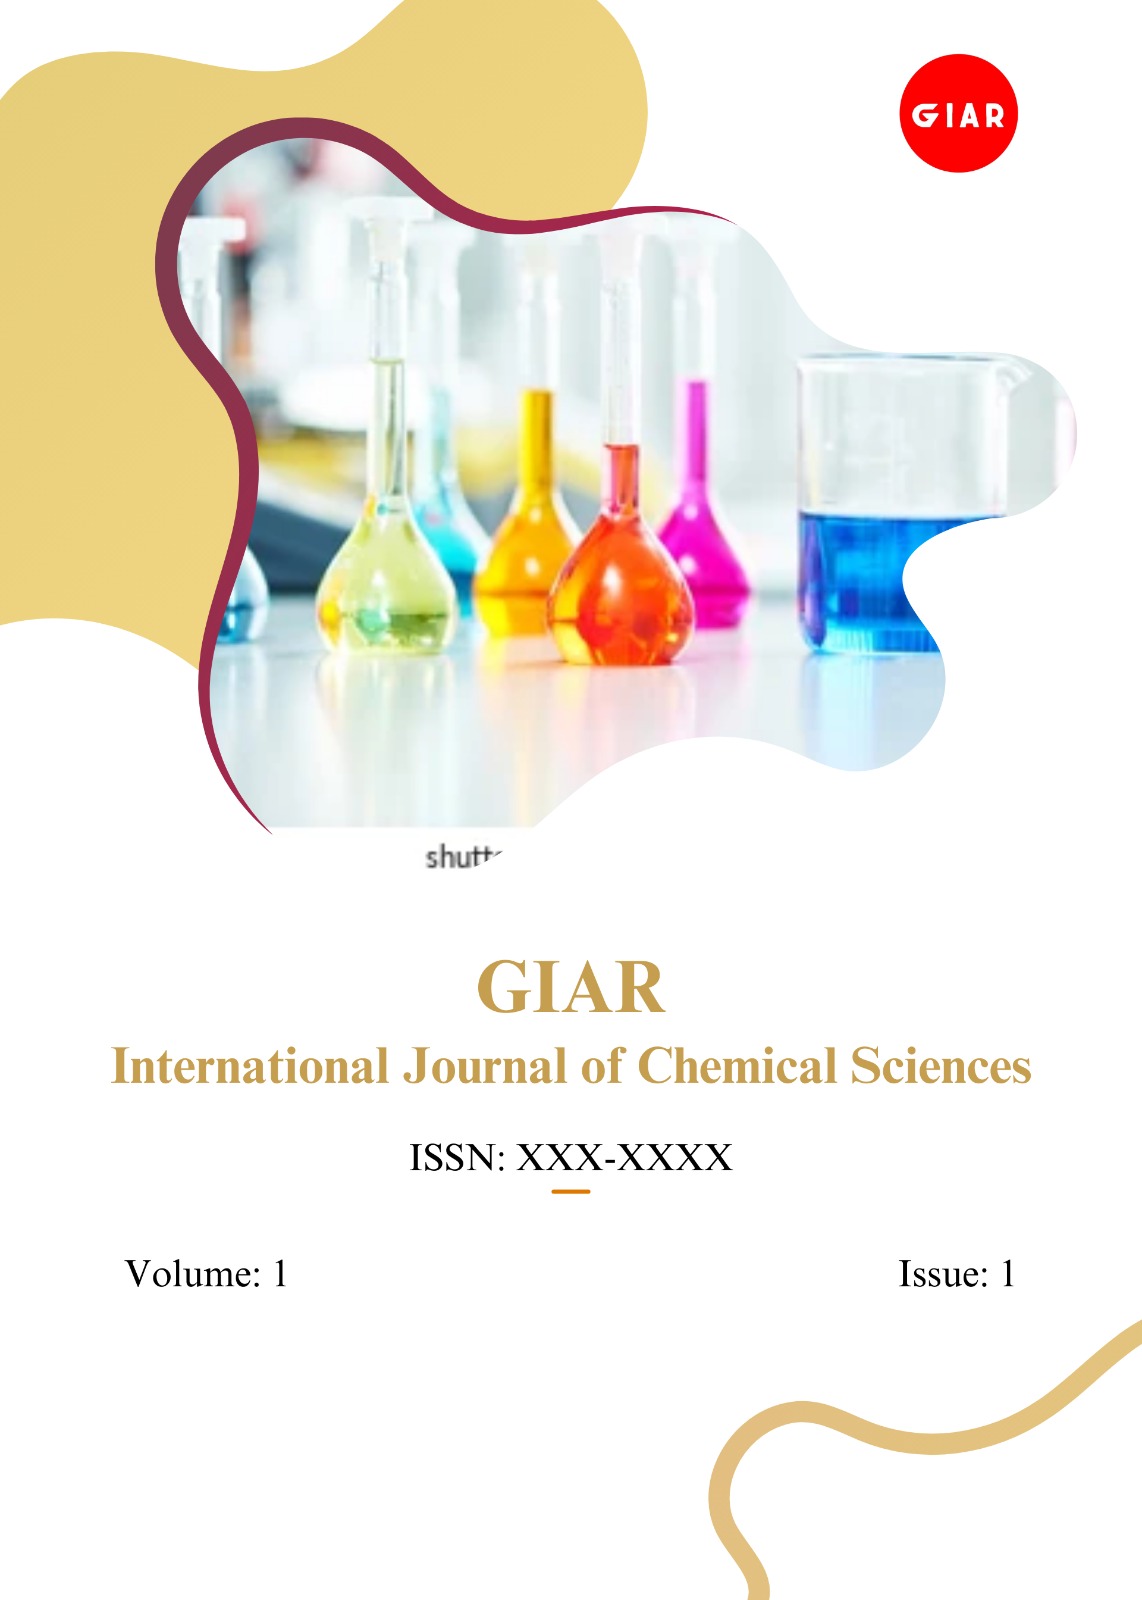 GIAR
shutt
GIAR
International Journal of Chemical Sciences
ISSN: XXX-XXXX
Volume: 1
Issue: 1